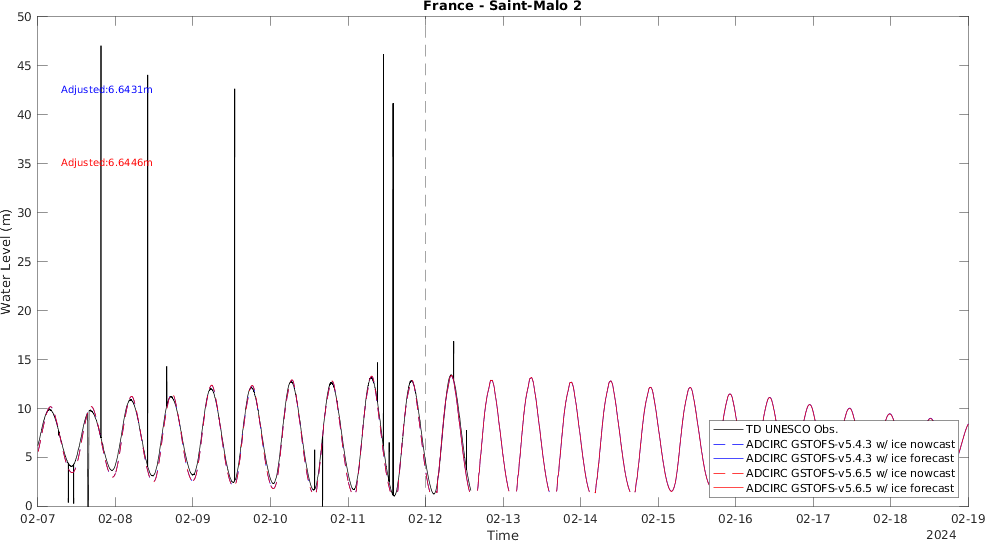 France - Saint-Malo 2
50
45
40
35
30
25
20
15
10
5
0
Water Level (m)
Adjusted:6.6431m
Adjusted:6.6446m
TD UNESCO Obs.
ADCIRC GSTOFS-v5.4.3 w/ ice nowcast
ADCIRC GSTOFS-v5.4.3 w/ ice forecast
ADCIRC GSTOFS-v5.6.5 w/ ice nowcast
ADCIRC GSTOFS-v5.6.5 w/ ice forecast
02-07 02-08 02-09 02-10 02-11 02-12 02-13 02-14 02-15 02-16 02-17 02-18 02-19
Time
2024